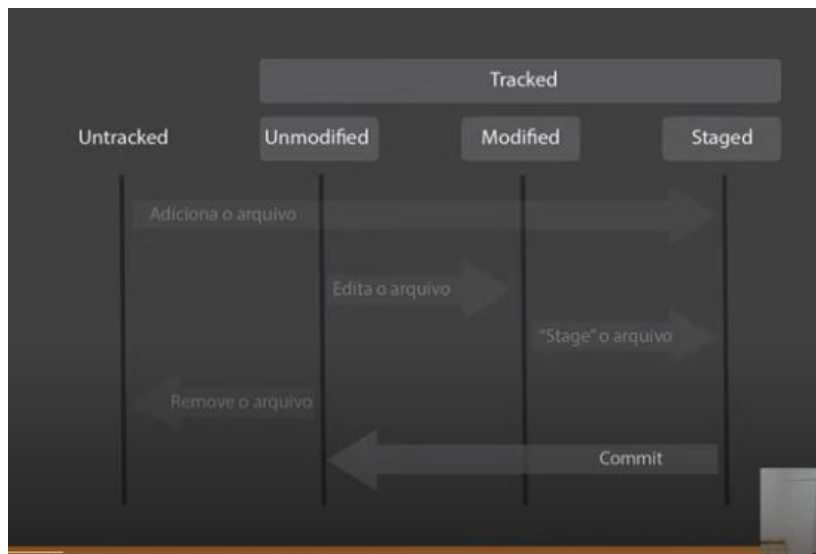 Tracked
Untracked Unmodified Modified Staged
Adiciona o arquivo
Edita o arquivo
"Stage" o arquivo
Remove o arquivo
Commit